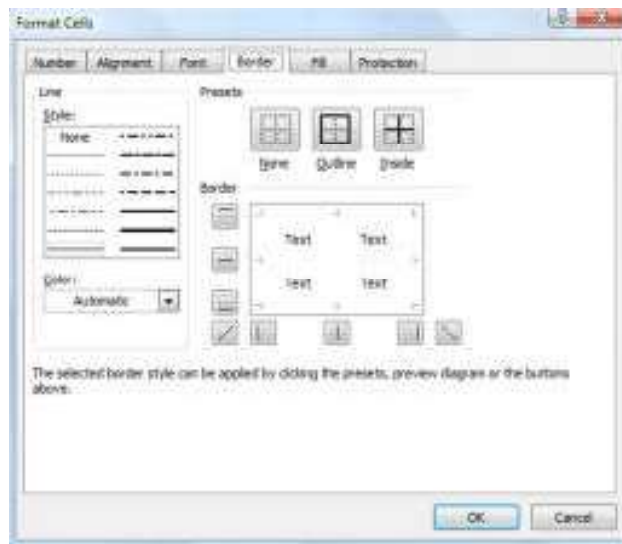 Format Cells
Number Alignment Font Border Fill Protection
Line
Style:
None
Color:
Automatic
Presets
None Outline Inside
Border
Text Text
Text Text
The selected border style can be applied by clicking the presets, preview diagram or the buttons
above.
OK Cancel